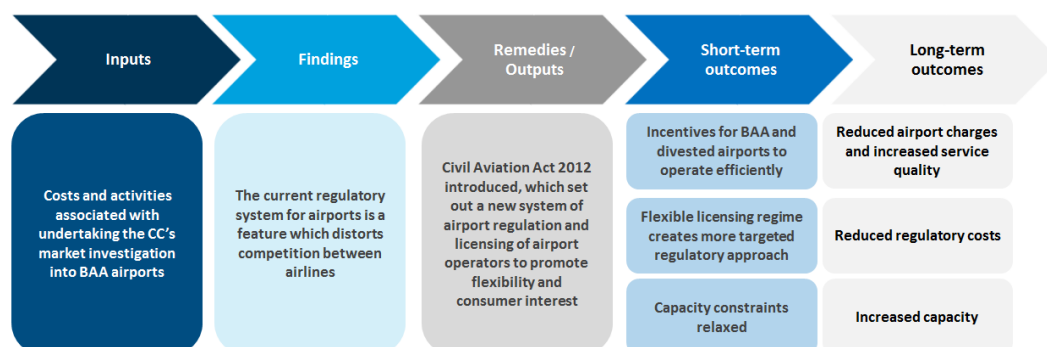 Inputs
Findings
Remedies /
Outputs
Short-term
outcomes
Long-term
outcomes
Costs and activities
associated with
undertaking the CC's
market investigation
into BAA airports
The current regulatory
system for airports is a
feature which distorts
competition between
airlines
Civil Aviation Act 2012
introduced, which set
out a new system of
airport regulation and
licensing of airport
operators to promote
flexibility and
consumer interest
Incentives for BAA and
divested airports to
operate efficiently
Flexible licensing regime
creates more targeted
regulatory approach
Capacity constraints
relaxed
Reduced airport charges
and increased service
quality
Reduced regulatory costs
Increased capacity